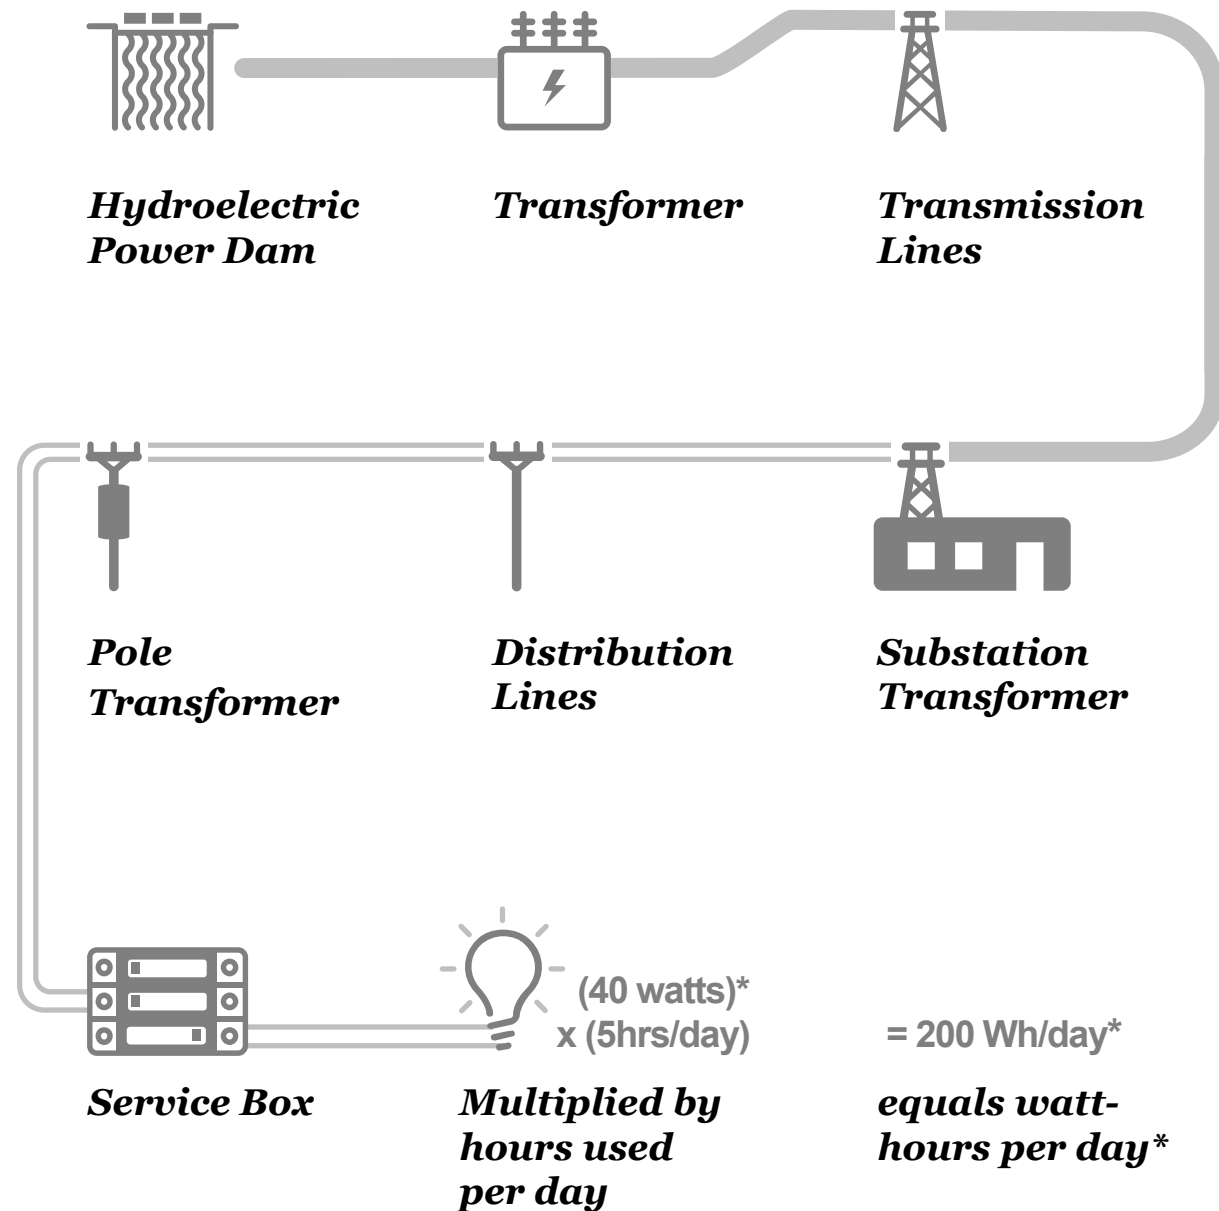 Hydroelectric
Power Dam
Transformer
Transmission
Lines
Pole
Transformer
Distribution
Lines
Substation
Transformer
(40 watts)*
x (5hrs/day)
= 200 Wh/day*
Service Box
Multiplied by
hours used
per day
equals watt-
hours per day*